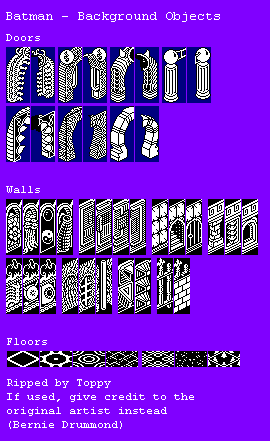 Batman - Background Objects
Doors
Walls
Floors
Ripped by Toppy
If used, give credit to the
original artist instead
(Bernie Drummond)